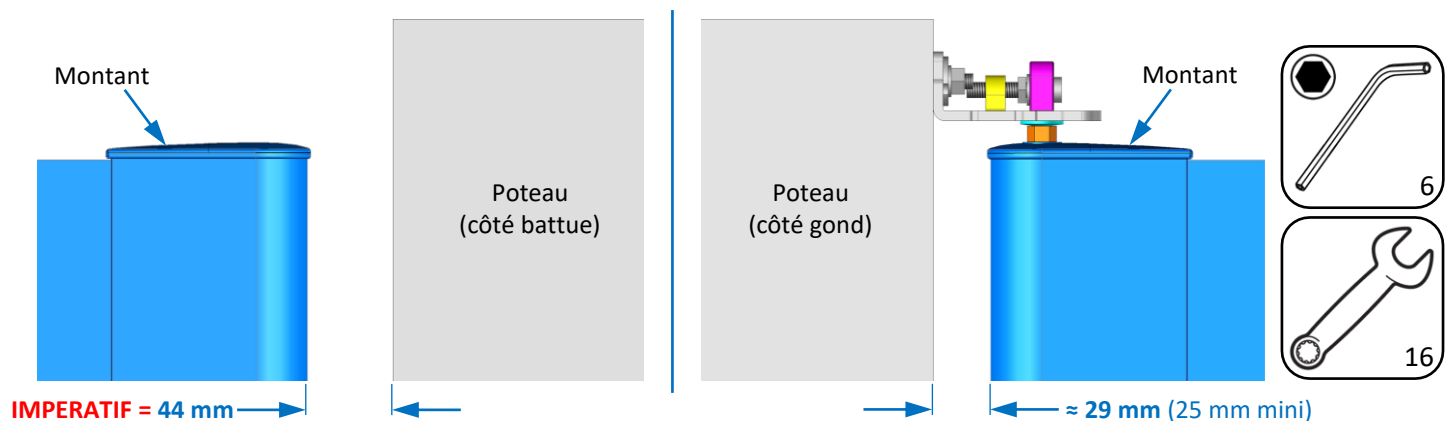 Montant
Poteau
(côté battue)
Poteau
(côté gond)
Montant
6
16
IMPERATIF = 44 mm
≈ 29 mm (25 mm mini)